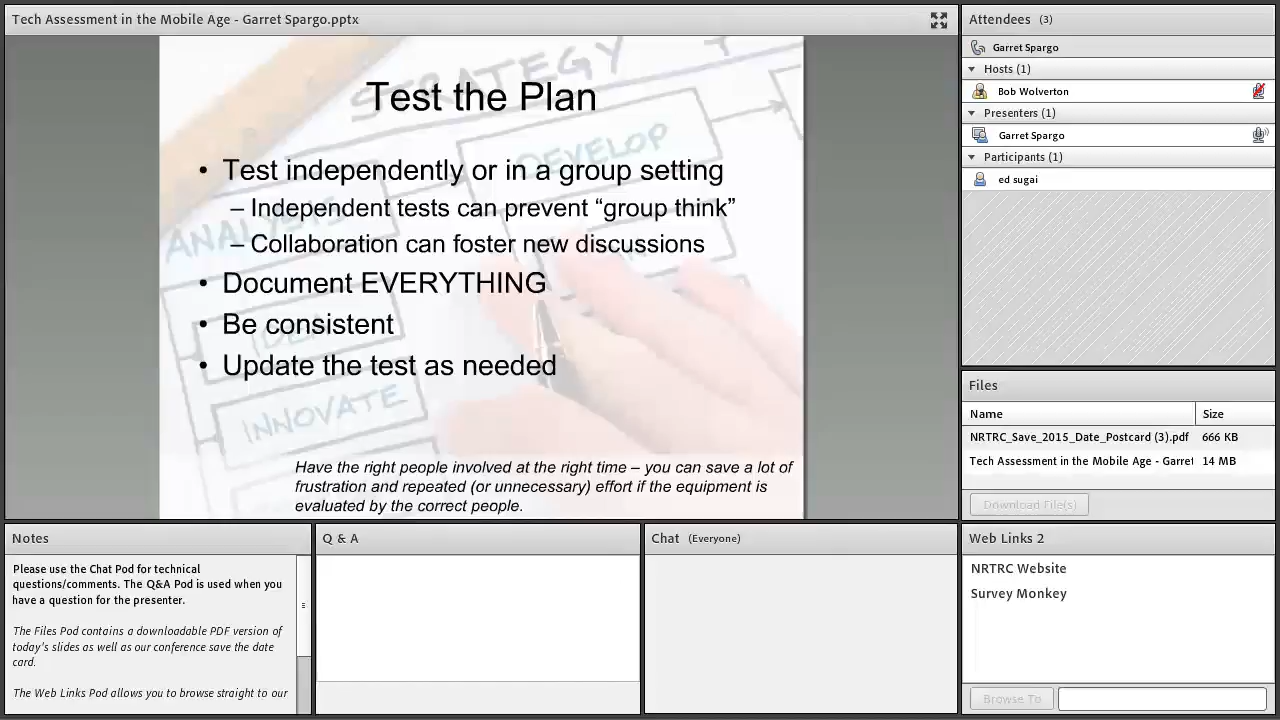 Tech Assessment in the Mobile Age - Garret Spargo.pptx
STRATEGY
Test the Plan
DEVELOP
• Test independently or in a group setting
– Independent tests can prevent “group think”
ANALYSIS
– Collaboration can foster new discussions
• Document EVERYTHING
• Be consistent
• Update the test as needed
INNOVATE
Have the right people involved at the right time – you can save a lot of
frustration and repeated (or unnecessary) effort if the equipment is
evaluated by the correct people.
Attendees (3)
Garret Spargo
Hosts (1)
Bob Wolverton
Presenters (1)
Garret Spargo
Participants (1)
ed sugai
Files
Name Size
NRTRC_Save_2015_Date_Postcard (3).pdf 666 KB
Tech Assessment in the Mobile Age - Garret 14 MB
Download File(s)
Notes
Please use the Chat Pod for technical
questions/comments. The Q&A Pod is used when you
have a question for the presenter.
The Files Pod contains a downloadable PDF version of
today's slides as well as our conference save the date
card.
The Web Links Pod allows you to browse straight to our
Q & A
Chat (Everyone)
Web Links 2
NRTRC Website
Survey Monkey
Browse To